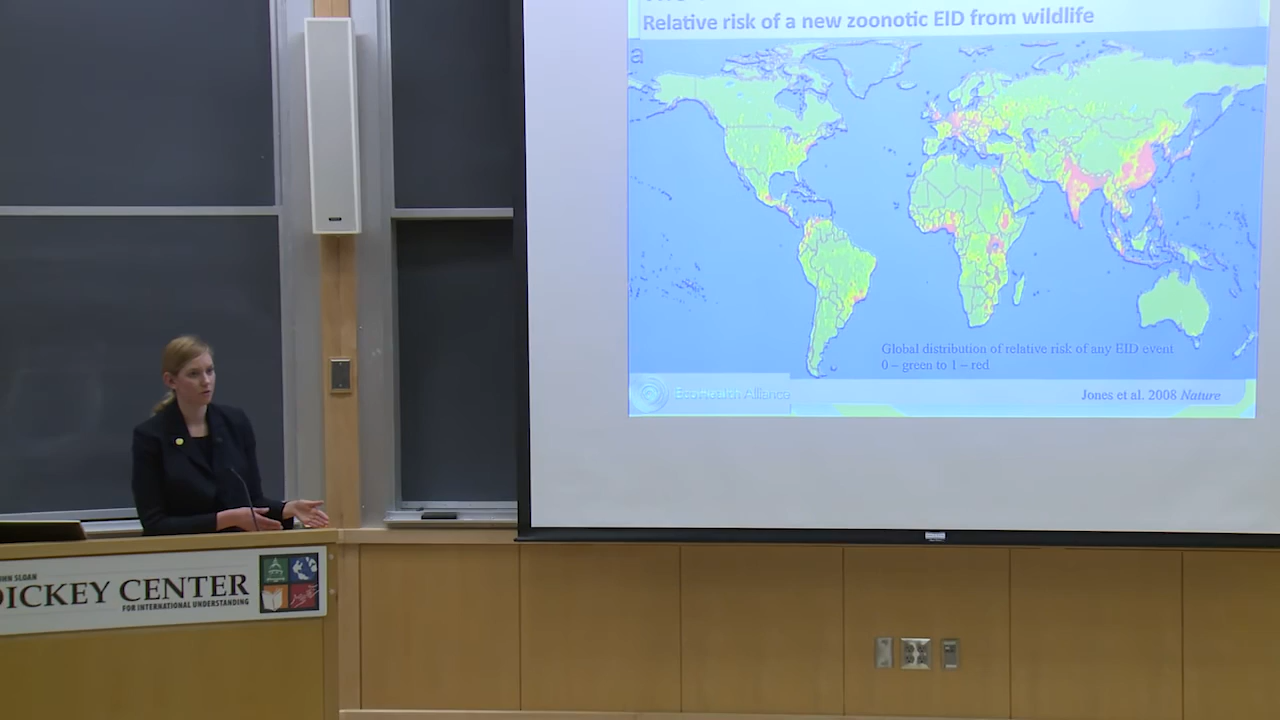 Relative risk of a new zoonotic EID from wildlife
a
Global distribution of relative risk of any EID event
0 – green to 1 – red
EcoHealth Alliance
Jones et al. 2008 Nature
SLOAN
DICKEY CENTER
FOR INTERNATIONAL UNDERSTANDING